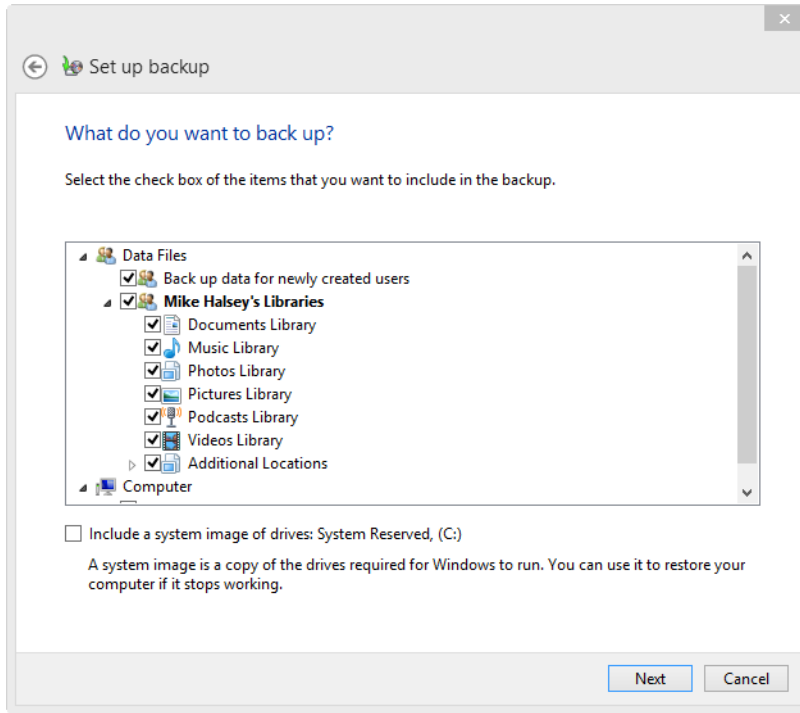 Set up backup
What do you want to back up?
Select the check box of the items that you want to include in the backup.
Data Files
Back up data for newly created users
Mike Halsey's Libraries
Documents Library
Music Library
Photos Library
Pictures Library
Podcasts Library
Videos Library
Additional Locations
Computer
Include a system image of drives: System Reserved, (C:)
A system image is a copy of the drives required for Windows to run. You can use it to restore your
computer if it stops working.
Next Cancel